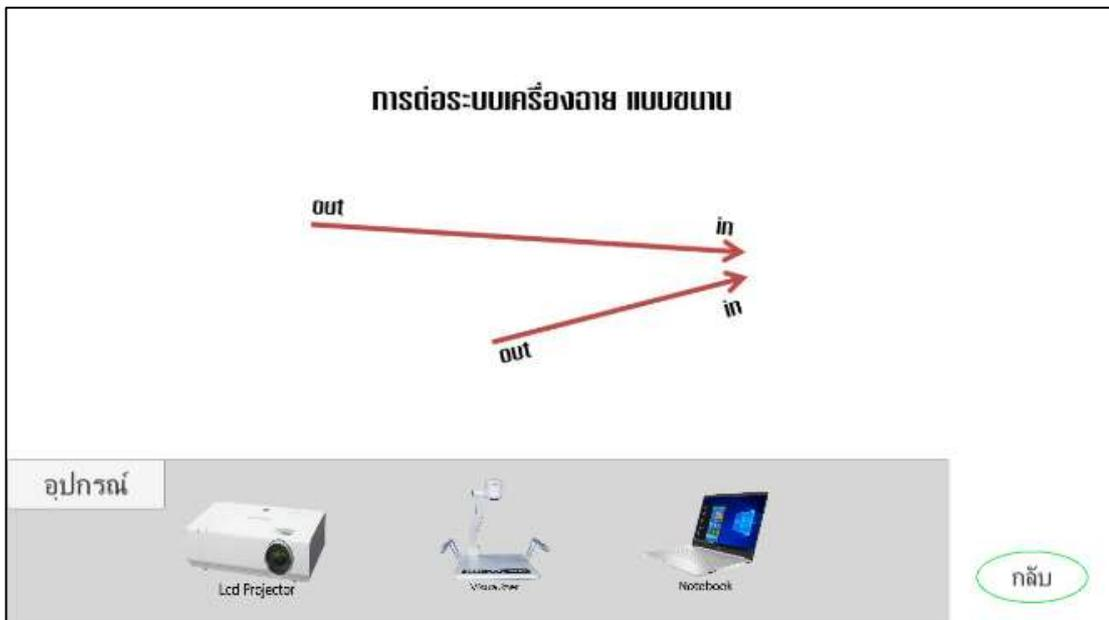 การต่อระบบเครื่องฉาย แบบขนาน
out
in
in
out
อุปกรณ์
Lcd Projector
Visualizer
Notebook
กลับ